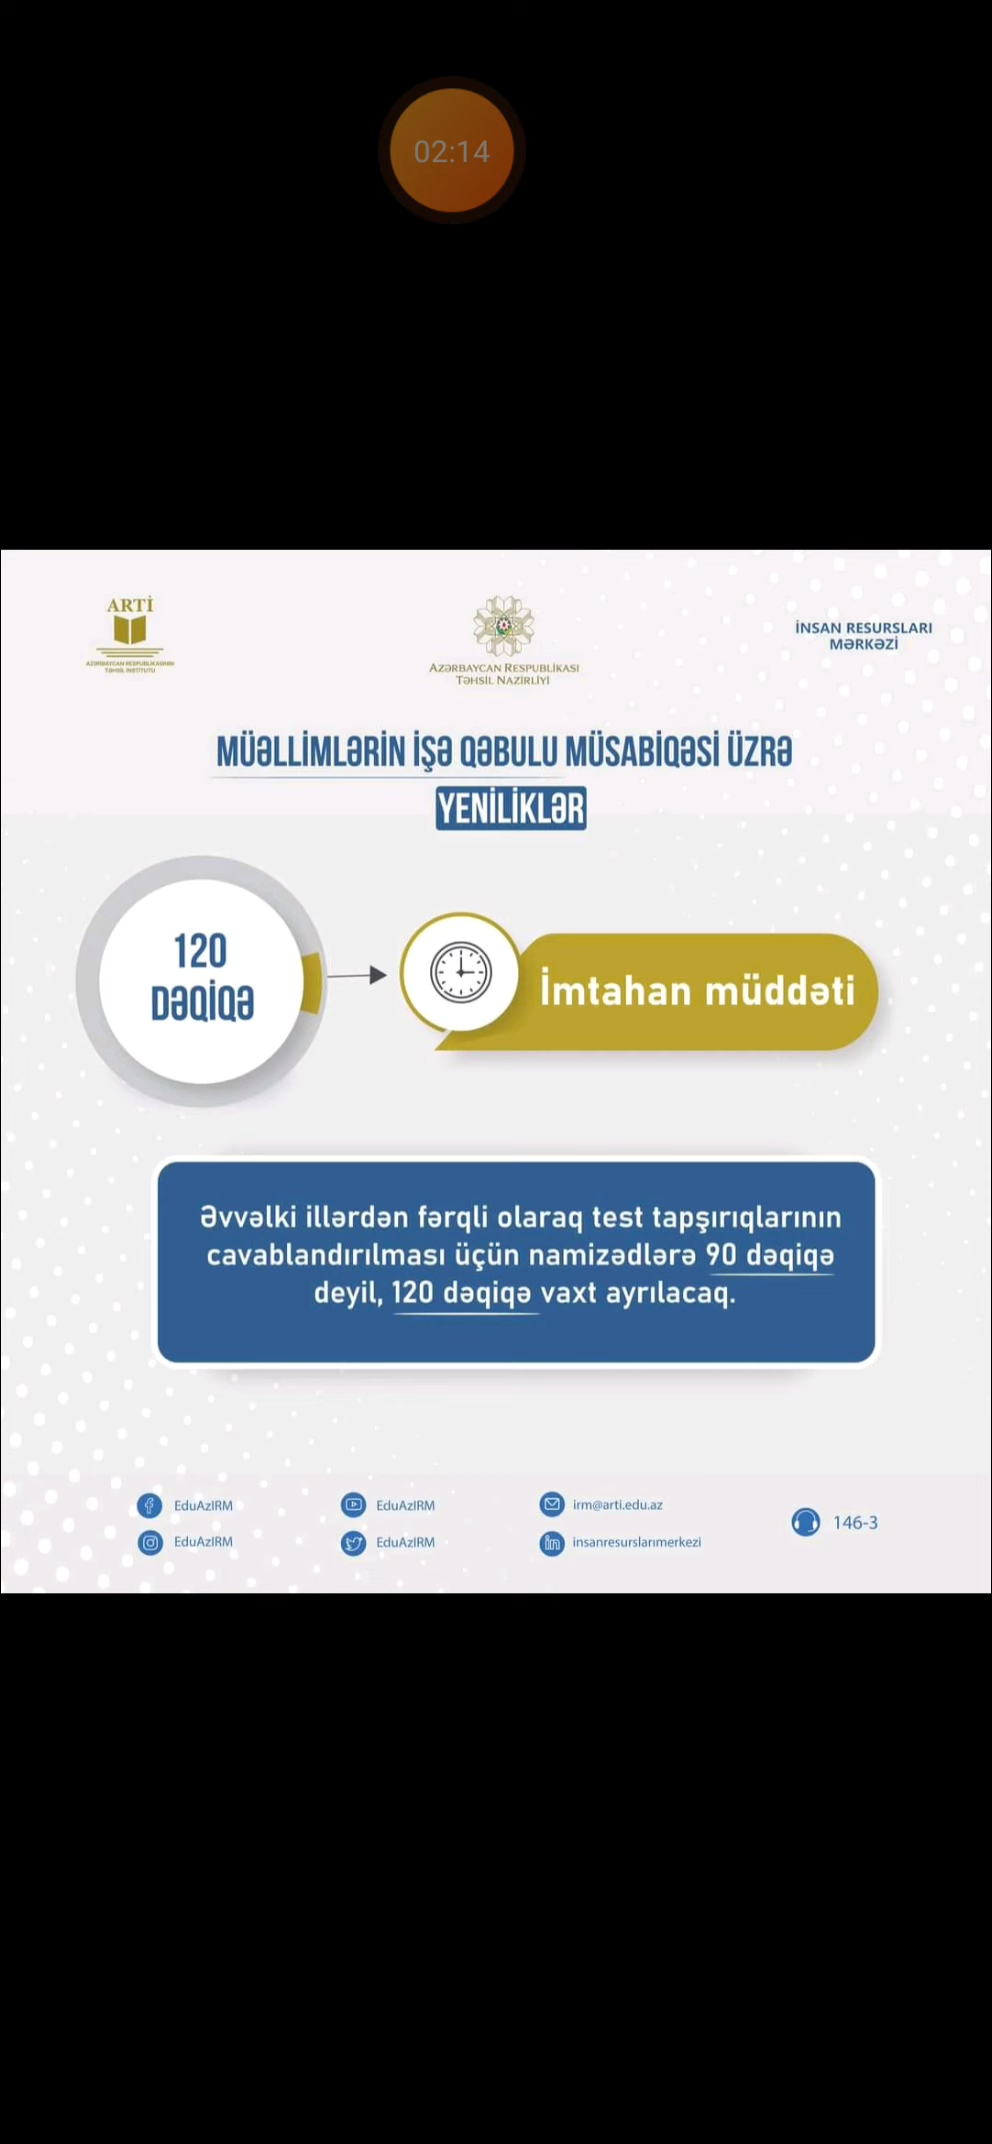 02:14
ARTİ
AZƏRBAYCAN RESPUBLİKASININ
TƏHSİL İNSTİTUTU
AZƏRBAYCAN RESPUBLİKASI
TƏHSİL NAZİRLİYİ
İNSAN RESURSLARI
MƏRKƏZİ
MÜƏLLİMLƏRİN İŞƏ QƏBULU MÜSABİQƏSİ ÜZRƏ
YENİLİKLƏR
120
DƏQİQƏ
İmtahan müddəti
Əvvəlki illərdən fərqli olaraq test tapşırıqlarının
cavablandırılması üçün namizədlərə 90 dəqiqə
deyil, 120 dəqiqə vaxt ayrılacaq.
EduAzIRM
EduAzIRM
irm@arti.edu.az
146-3
EduAzIRM
EduAzIRM
insanresurslarımerkezi